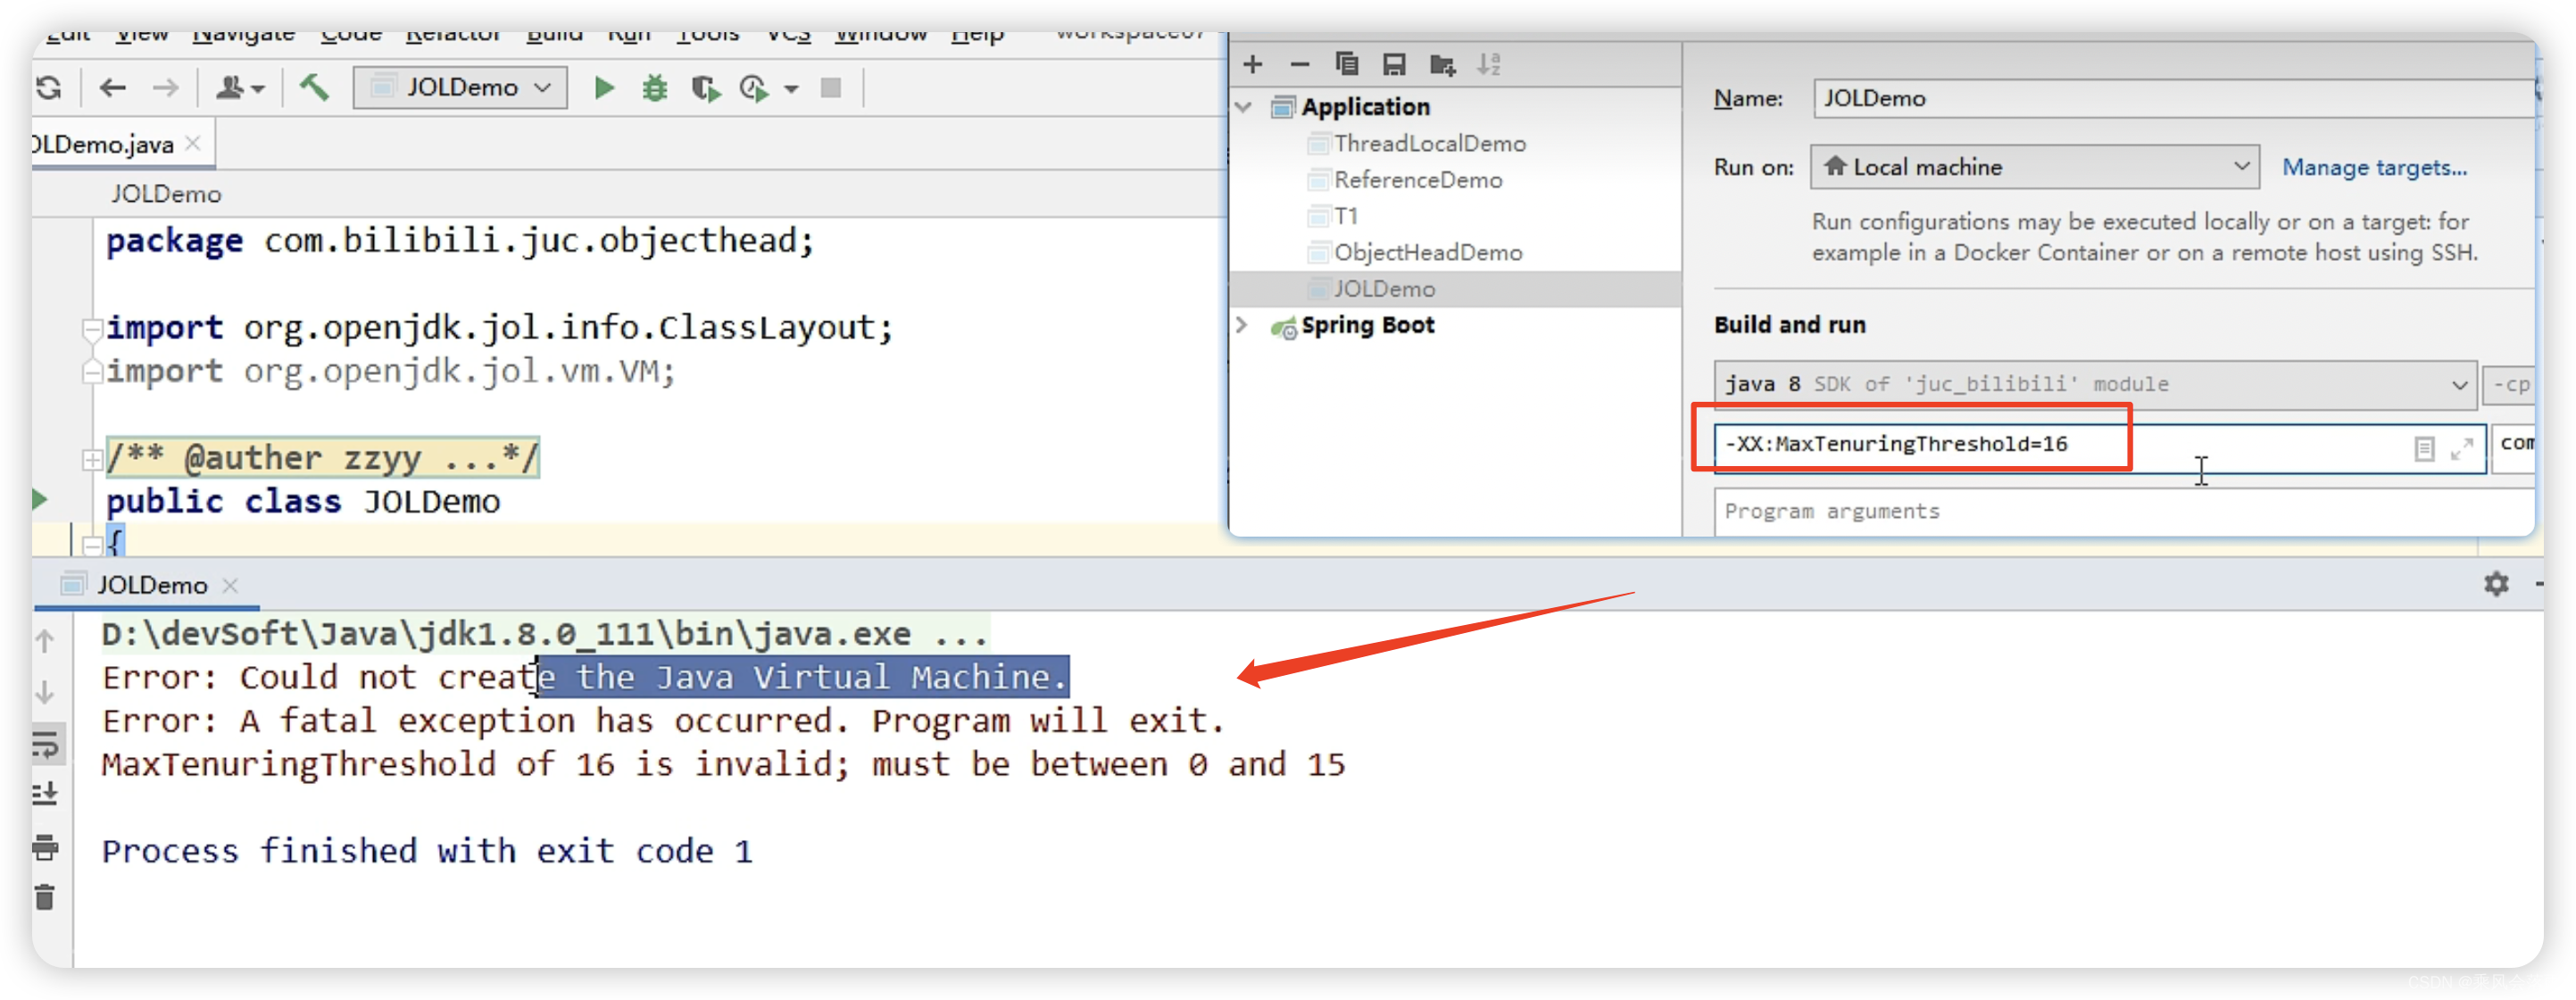 Edit View Navigate Code Refactor Build Run Tools VCS Window Help workspace07
JOLDemo
OLDemo.java
JOLDemo
package com.bilibili.juc.objecthead;
import org.openjdk.jol.info.ClassLayout;
import org.openjdk.jol.vm.VM;
/** @auther zzyy ...*/
public class JOLDemo
{
Application
ThreadLocalDemo
ReferenceDemo
T1
ObjectHeadDemo
JOLDemo
Spring Boot
Name: JOLDemo
Run on: Local machine Manage targets...
Run configurations may be executed locally or on a target: for
example in a Docker Container or on a remote host using SSH.
Build and run
java 8 SDK of 'juc_bilibili' module -cp
-XX:MaxTenuringThreshold=16 com
Program arguments
JOLDemo
D:\devSoft\Java\jdk1.8.0_111\bin\java.exe ...
Error: Could not create the Java Virtual Machine.
Error: A fatal exception has occurred. Program will exit.
MaxTenuringThreshold of 16 is invalid; must be between 0 and 15
Process finished with exit code 1